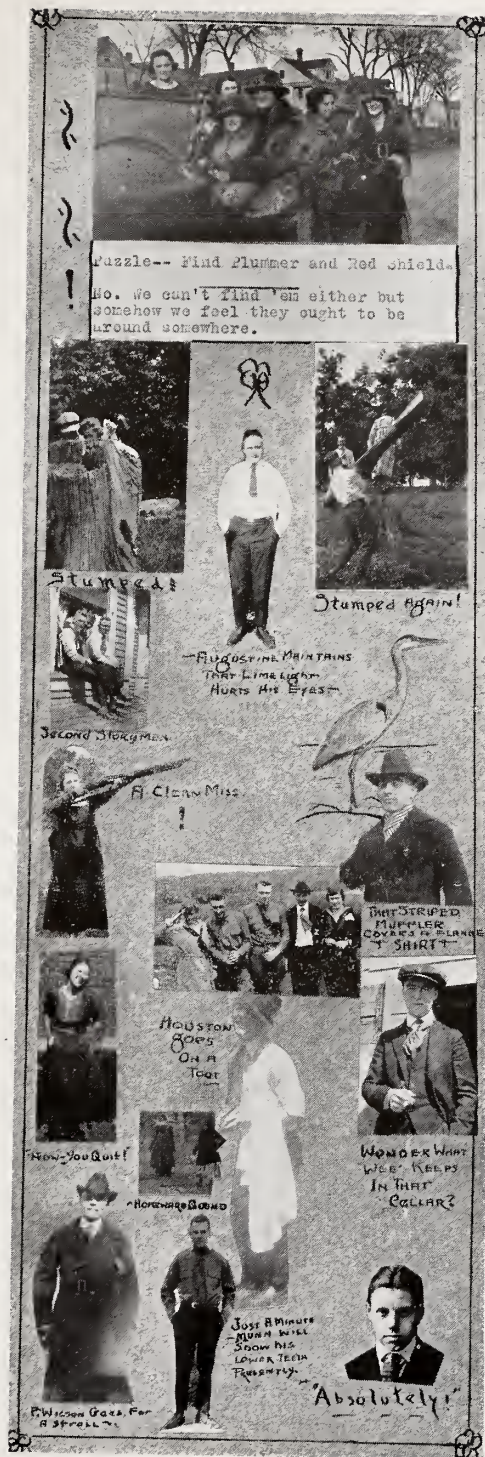 Puzzle-- Find Plummer and Red Shield.
No. We can't find 'em either but
somehow we feel they ought to be
around somewhere.
Stumped!
Stumped AGAIN!
-AUGUSTINE MAINTAINS
THAT LIMELIGHT
HURTS HIS EYES-
SECOND STORY MEN.
A CLEAN MISS.
!
THAT STRIPED
MUFFLER
COVERS A FLANNEL
SHIRT
HOUSTON
GOES
ON A
TOOT
"NOW-YOU QUIT!"
-HOMEWARD BOUND
WONDER WHAT
"WEE" KEEPS
IN THAT
COLLAR?
JUST A MINUTE
-MUNN WILL
SHOW HIS
LOWER TEETH
PRESENTLY.
P. WILSON GOES FOR
A STROLL
"Absolutely!"